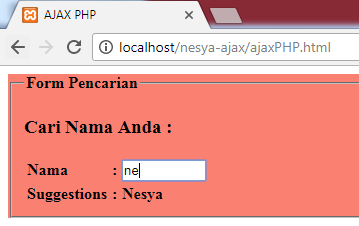 AJAX PHP
localhost/nesya-ajax/ajaxPHP.html
Form Pencarian
Cari Nama Anda :
Nama : ne
Suggestions : Nesya